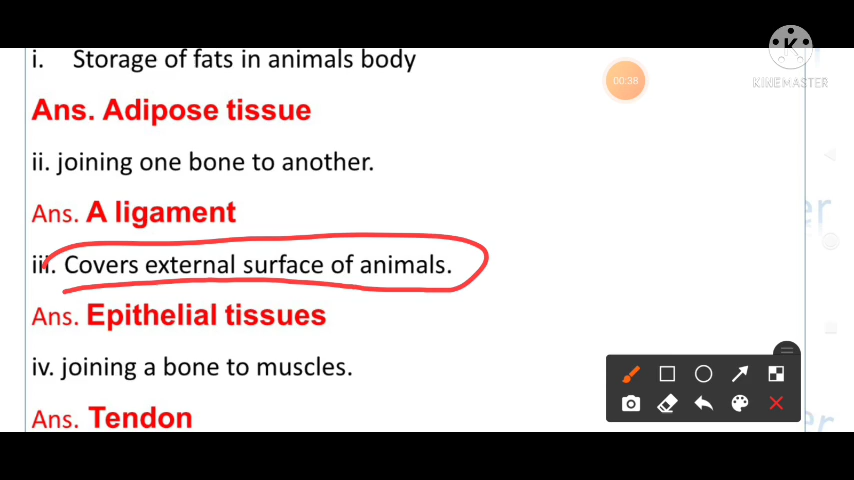 i. Storage of fats in animals body
00:38
K
KINEMASTER
Ans. Adipose tissue
ii. joining one bone to another.
Ans. A ligament
iii. Covers external surface of animals.
Ans. Epithelial tissues
iv. joining a bone to muscles.
Ans. Tendon